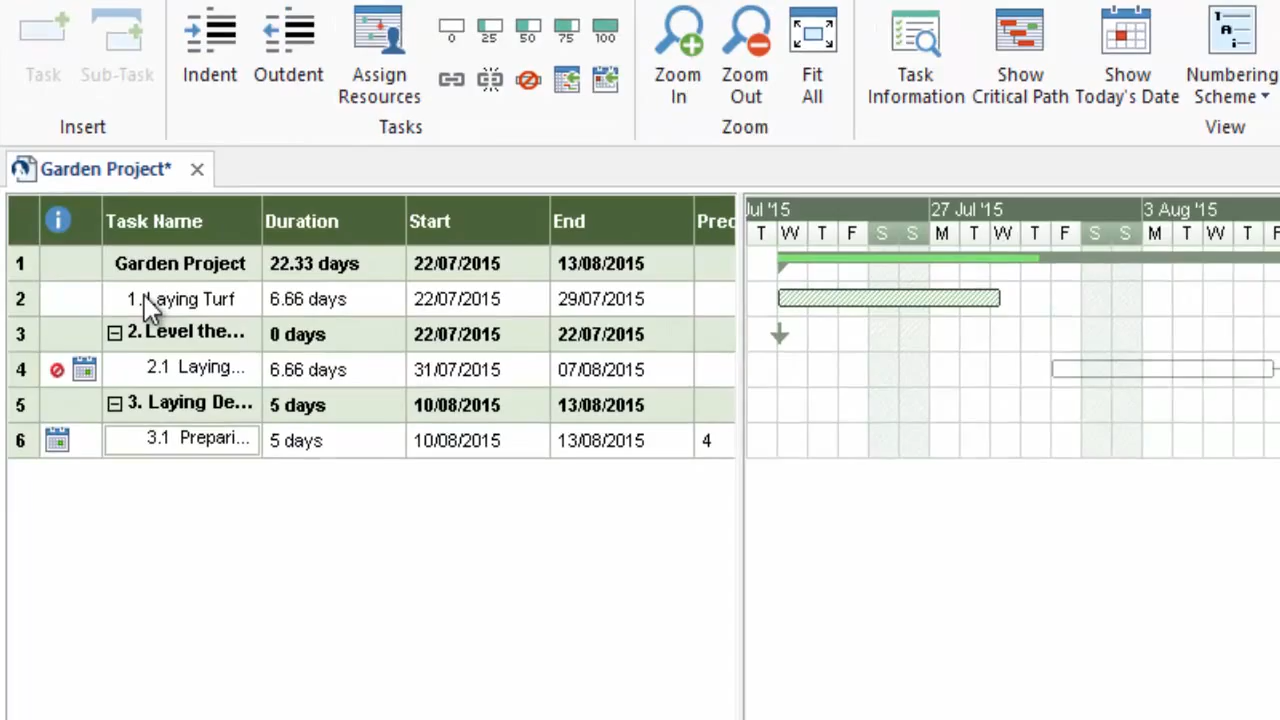 Task
Sub-Task
Insert
Indent
Outdent
Assign
Resources
0
25
50
75
100
Tasks
Zoom
In
Zoom
Out
Fit
All
Zoom
Task
Information
Show
Critical Path
Show
Today's Date
Numbering
Scheme
View
Garden Project*
Task Name Duration Start End Pred
1 Garden Project 22.33 days 22/07/2015 13/08/2015
2 1. Laying Turf 6.66 days 22/07/2015 29/07/2015
3 2. Level the... 0 days 22/07/2015 22/07/2015
4 2.1 Laying... 6.66 days 31/07/2015 07/08/2015
5 3. Laying De... 5 days 10/08/2015 13/08/2015
6 3.1 Prepari... 5 days 10/08/2015 13/08/2015 4
Jul '15 27 Jul '15 3 Aug '15
T W T F S S M T W T F S S M T W T F